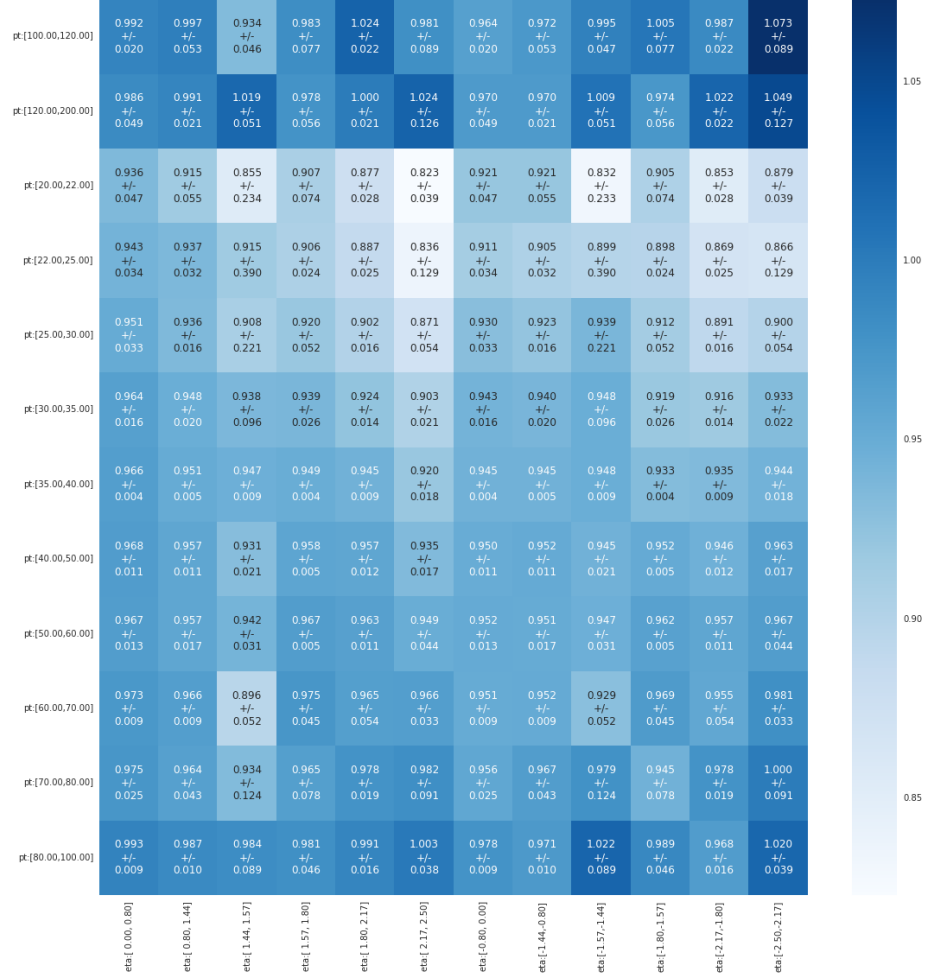 0.992 0.997 0.934 0.983 1.024 0.981 0.964 0.972 0.995 1.005 0.987 1.073
pt:[100.00,120.00] +/- +/- +/- +/- +/- +/- +/- +/- +/- +/- +/- +/-
0.020 0.053 0.046 0.077 0.022 0.089 0.020 0.053 0.047 0.077 0.022 0.089
0.986 0.991 1.019 0.978 1.000 1.024 0.970 0.970 1.009 0.974 1.022 1.049
pt:[120.00,200.00] +/- +/- +/- +/- +/- +/- +/- +/- +/- +/- +/- +/-
0.049 0.021 0.051 0.056 0.021 0.126 0.049 0.021 0.051 0.056 0.022 0.127
0.936 0.915 0.855 0.907 0.877 0.823 0.921 0.921 0.832 0.905 0.853 0.879
pt:[20.00,22.00] +/- +/- +/- +/- +/- +/- +/- +/- +/- +/- +/- +/-
0.047 0.055 0.234 0.074 0.028 0.039 0.047 0.055 0.233 0.074 0.028 0.039
0.943 0.937 0.915 0.906 0.887 0.836 0.911 0.905 0.899 0.898 0.869 0.866
pt:[22.00,25.00] +/- +/- +/- +/- +/- +/- +/- +/- +/- +/- +/- +/-
0.034 0.032 0.390 0.024 0.025 0.129 0.034 0.032 0.390 0.024 0.025 0.129
0.951 0.936 0.908 0.920 0.902 0.871 0.930 0.923 0.939 0.912 0.891 0.900
pt:[25.00,30.00] +/- +/- +/- +/- +/- +/- +/- +/- +/- +/- +/- +/-
0.033 0.016 0.221 0.052 0.016 0.054 0.033 0.016 0.221 0.052 0.016 0.054
0.964 0.948 0.938 0.939 0.924 0.903 0.943 0.940 0.948 0.919 0.916 0.933
pt:[30.00,35.00] +/- +/- +/- +/- +/- +/- +/- +/- +/- +/- +/- +/-
0.016 0.020 0.096 0.026 0.014 0.021 0.016 0.020 0.096 0.026 0.014 0.022
0.966 0.951 0.947 0.949 0.945 0.920 0.945 0.945 0.948 0.933 0.935 0.944
pt:[35.00,40.00] +/- +/- +/- +/- +/- +/- +/- +/- +/- +/- +/- +/-
0.004 0.005 0.009 0.004 0.009 0.018 0.004 0.005 0.009 0.004 0.009 0.018
0.968 0.957 0.931 0.958 0.957 0.935 0.950 0.952 0.945 0.952 0.946 0.963
pt:[40.00,50.00] +/- +/- +/- +/- +/- +/- +/- +/- +/- +/- +/- +/-
0.011 0.011 0.021 0.005 0.012 0.017 0.011 0.011 0.021 0.005 0.012 0.017
0.967 0.957 0.942 0.967 0.963 0.949 0.952 0.951 0.947 0.962 0.957 0.967
pt:[50.00,60.00] +/- +/- +/- +/- +/- +/- +/- +/- +/- +/- +/- +/-
0.013 0.017 0.031 0.005 0.011 0.044 0.013 0.017 0.031 0.005 0.011 0.044
0.973 0.966 0.896 0.975 0.965 0.966 0.951 0.952 0.929 0.969 0.955 0.981
pt:[60.00,70.00] +/- +/- +/- +/- +/- +/- +/- +/- +/- +/- +/- +/-
0.009 0.009 0.052 0.045 0.054 0.033 0.009 0.009 0.052 0.045 0.054 0.033
0.975 0.964 0.934 0.965 0.978 0.982 0.956 0.967 0.979 0.945 0.978 1.000
pt:[70.00,80.00] +/- +/- +/- +/- +/- +/- +/- +/- +/- +/- +/- +/-
0.025 0.043 0.124 0.078 0.019 0.091 0.025 0.043 0.124 0.078 0.019 0.091
0.993 0.987 0.984 0.981 0.991 1.003 0.978 0.971 1.022 0.989 0.968 1.020
pt:[80.00,100.00] +/- +/- +/- +/- +/- +/- +/- +/- +/- +/- +/- +/-
0.009 0.010 0.089 0.046 0.016 0.038 0.009 0.010 0.089 0.046 0.016 0.039
eta:[ 0.00, 0.80]
eta:[ 0.80, 1.44]
eta:[ 1.44, 1.57]
eta:[ 1.57, 1.80]
eta:[ 1.80, 2.17]
eta:[ 2.17, 2.50]
eta:[-0.80, 0.00]
eta:[-1.44,-0.80]
eta:[-1.57,-1.44]
eta:[-1.80,-1.57]
eta:[-2.17,-1.80]
eta:[-2.50,-2.17]
1.05
1.00
0.95
0.90
0.85